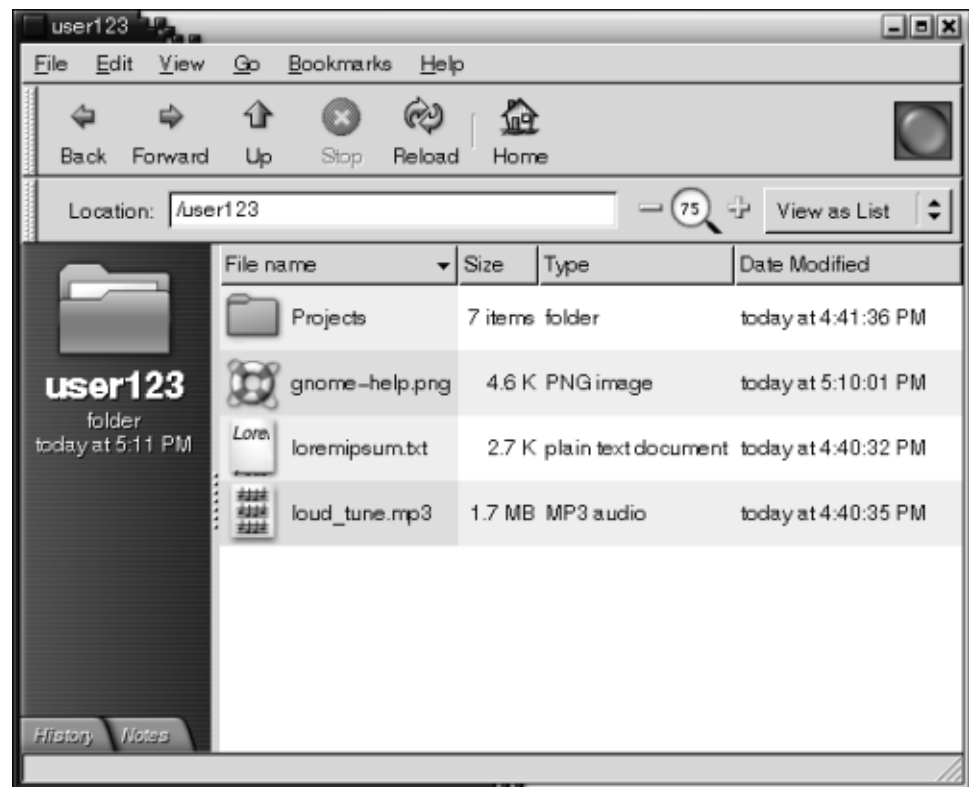 user123
File Edit View Go Bookmarks Help
Back Forward Up Stop Reload Home
Location: /user123 75 View as List
File name Size Type Date Modified
Projects 7 items folder today at 4:41:36 PM
gnome-help.png 4.6 K PNG image today at 5:10:01 PM
loremipsum.txt 2.7 K plain text document today at 4:40:32 PM
loud_tune.mp3 1.7 MB MP3 audio today at 4:40:35 PM
user123
folder
today at 5:11 PM
Lore
History Notes